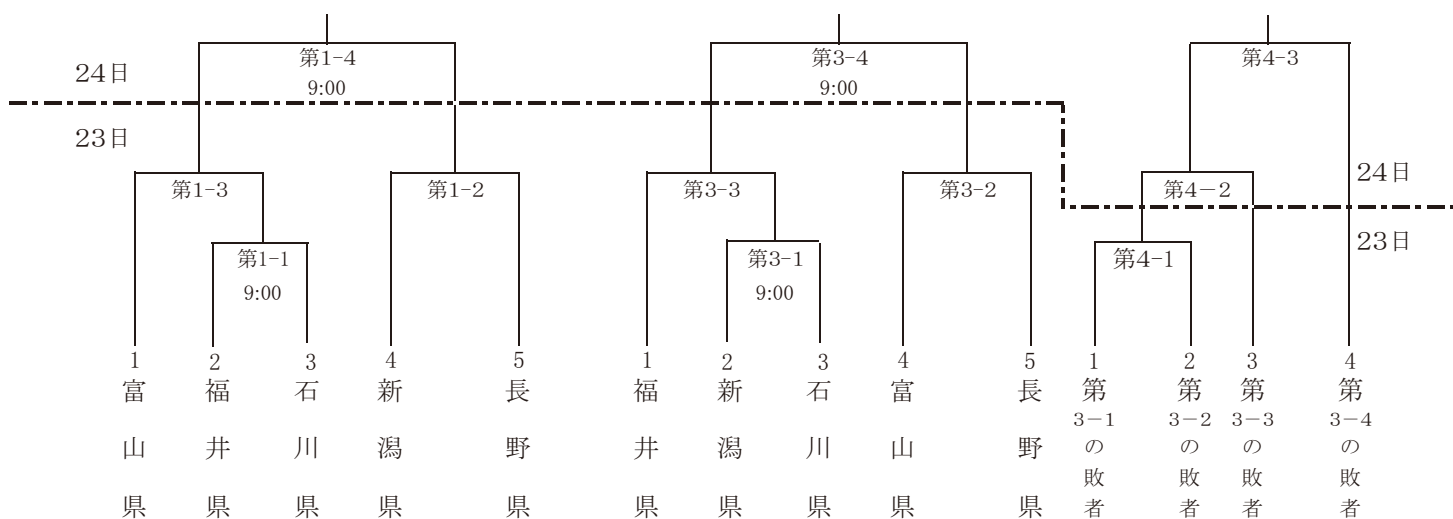 第1-4
第3-4
第4-3
24日
9:00
9:00
23日
第1-3
第1-2
第3-3
第3-2
第4－2
24日
第1-1
第3-1
第4-1
23日
9:00
9:00
1 富山県
2 福井県
3 石川県
4 新潟県
5 長野県
1 福井県
2 新潟県
3 石川県
4 富山県
5 長野県
1 第3－1の敗者
2 第3－2の敗者
3 第3－3の敗者
4 第3－4の敗者